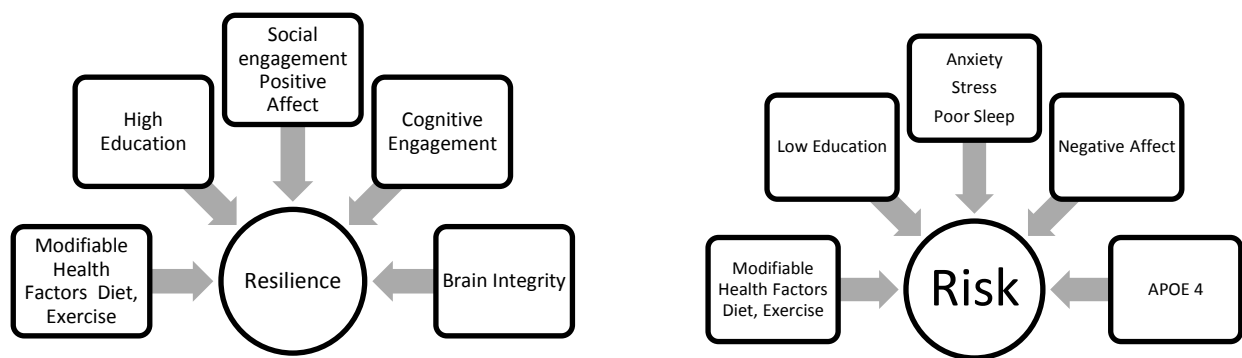 Social
engagement
Positive
Affect
High
Education
Cognitive
Engagement
Modifiable
Health
Factors Diet,
Exercise
Resilience
Brain Integrity
Anxiety
Stress
Poor Sleep
Low Education
Negative Affect
Modifiable
Health Factors
Diet, Exercise
Risk
APOE 4